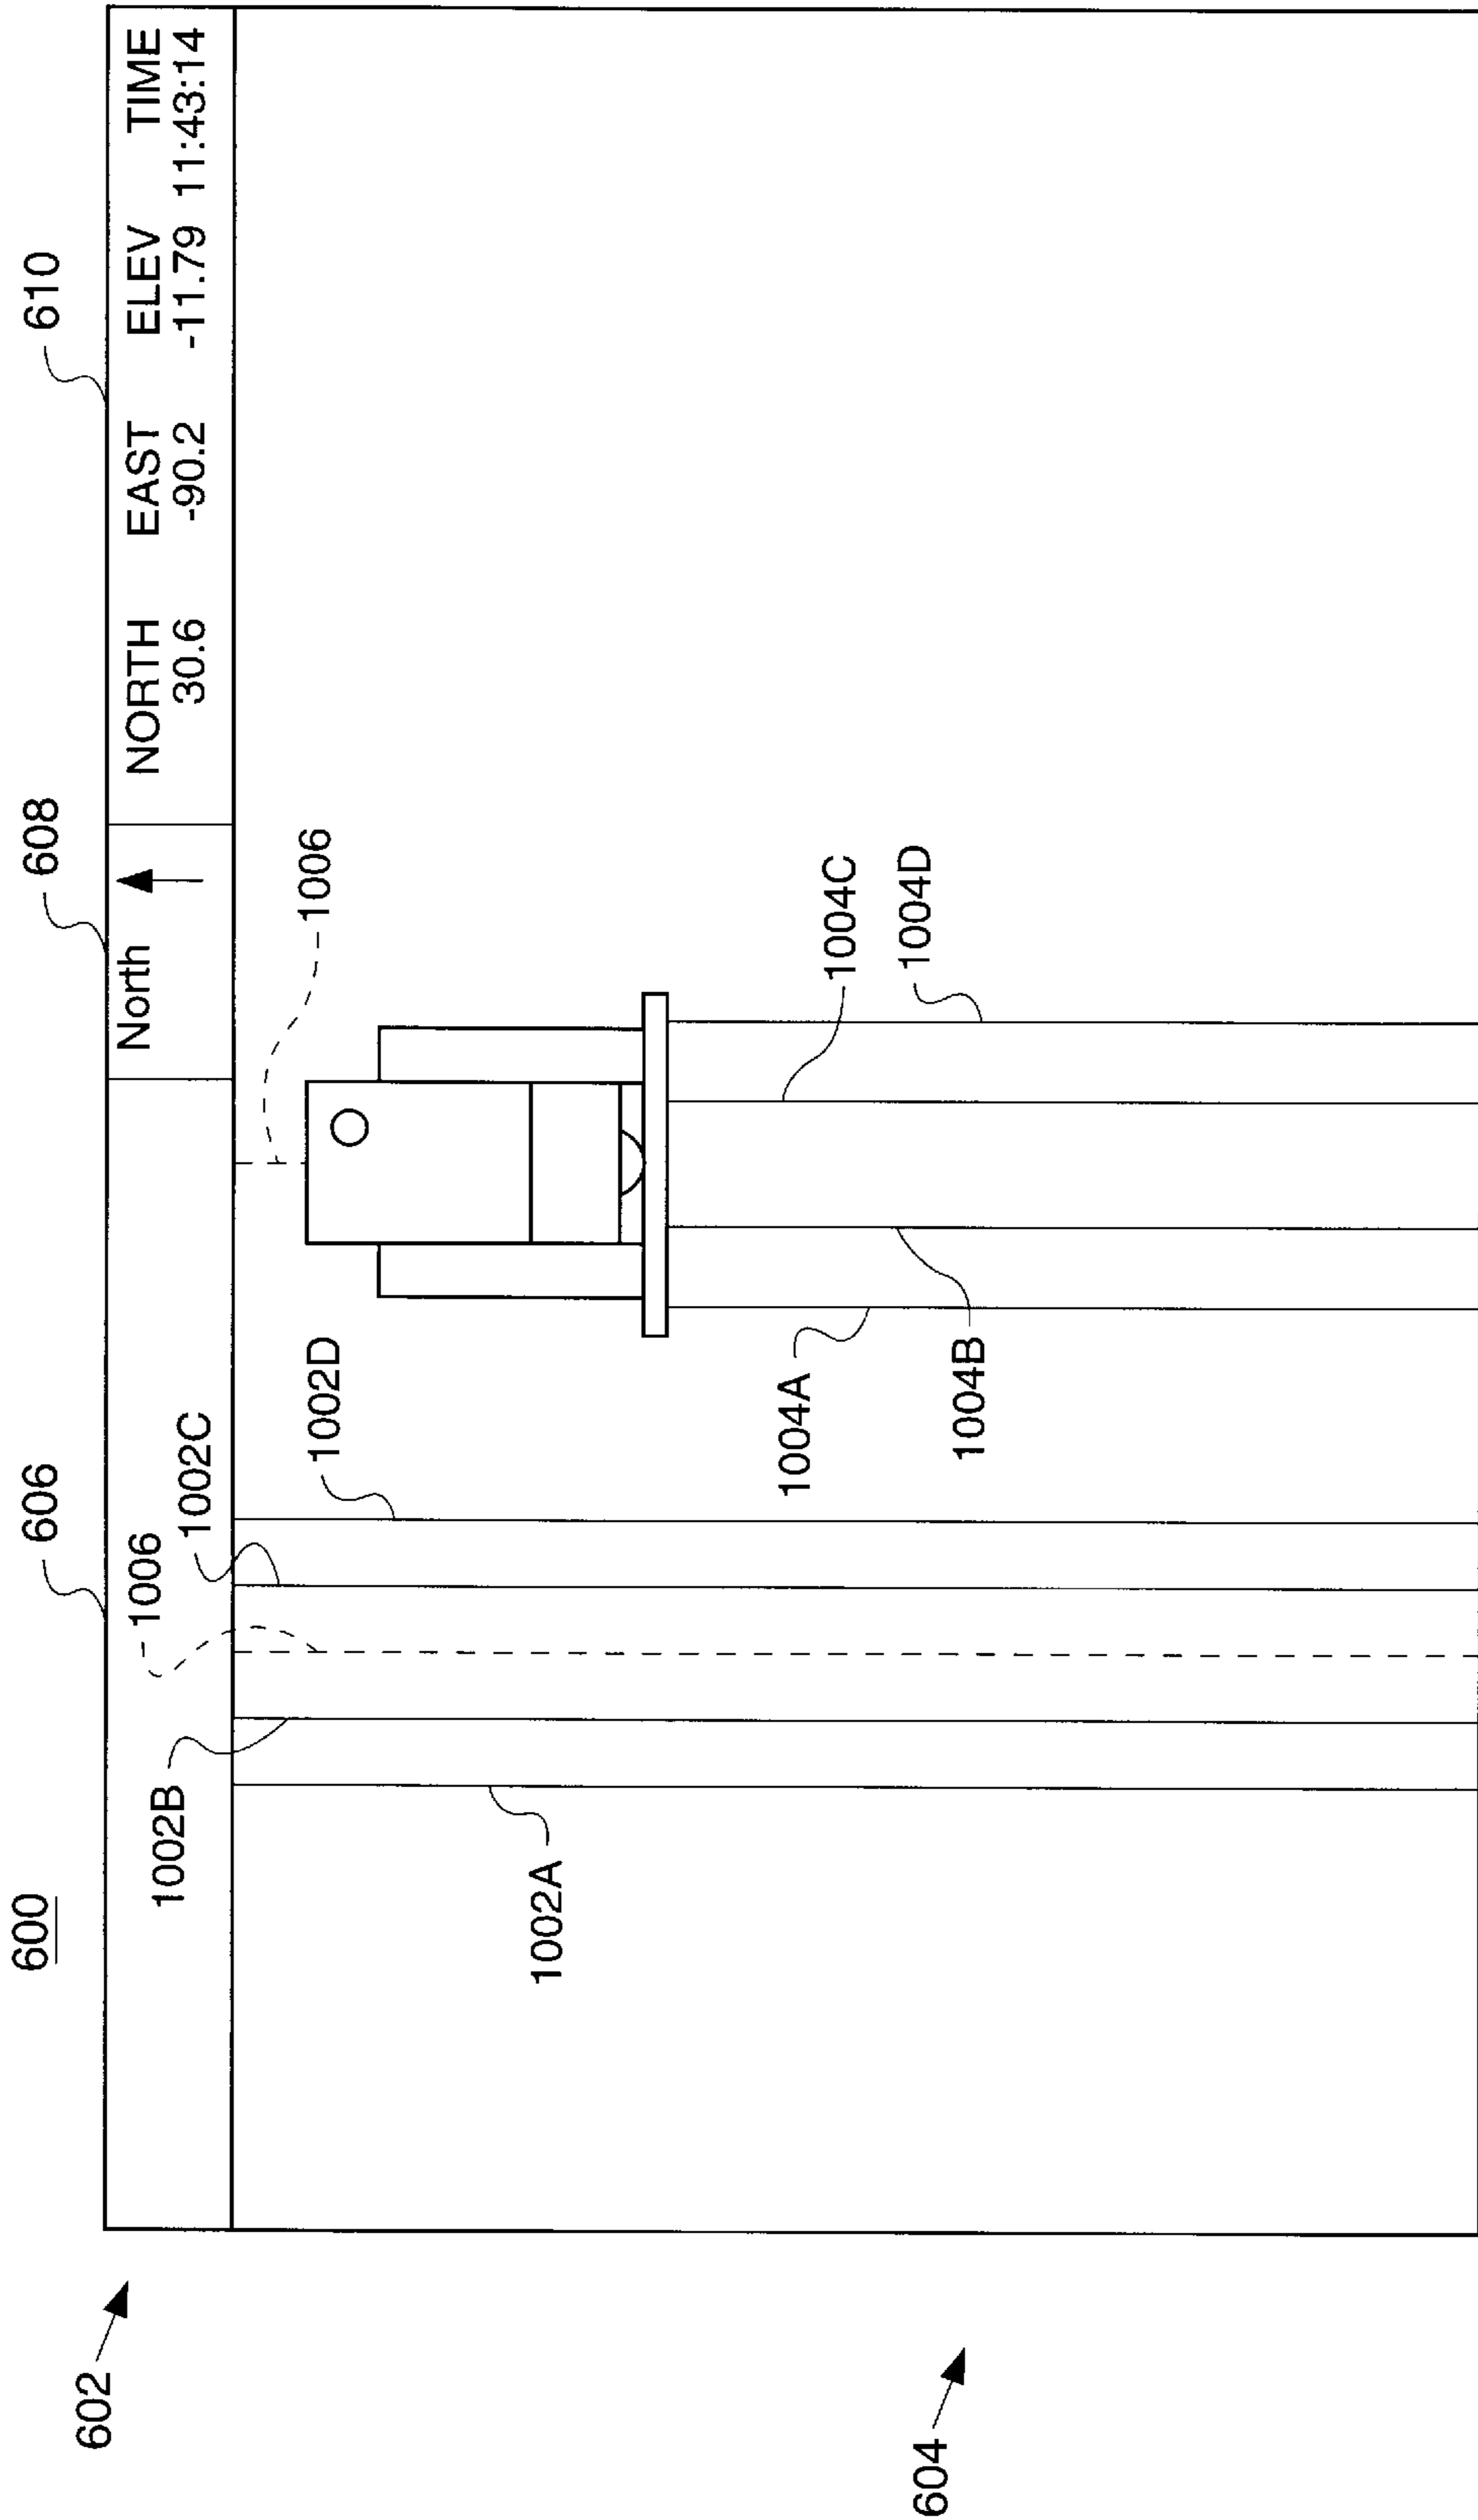 600
606
608
610
602
North
NORTH EAST ELEV TIME
30.6 -90.2 -11.79 11:43:14
1006
1002B
1002C
1006
1002D
1002A
1004A
1004C
1004D
1004B
604